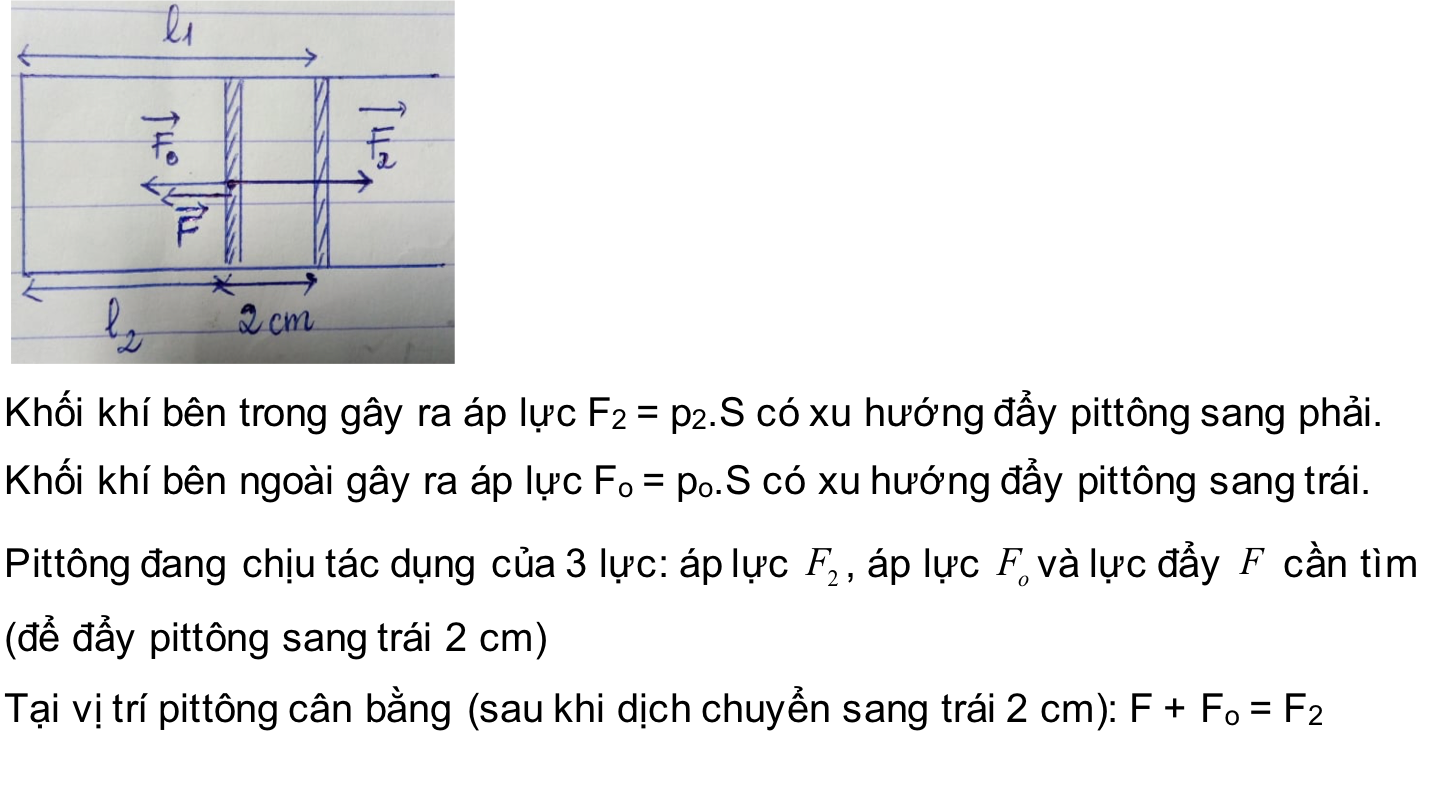 l₁
F₀
F₂
F
l₂
2 cm
Khối khí bên trong gây ra áp lực F₂ = p₂.S có xu hướng đẩy pittông sang phải.
Khối khí bên ngoài gây ra áp lực Fₒ = pₒ.S có xu hướng đẩy pittông sang trái.
Pittông đang chịu tác dụng của 3 lực: áp lực F₂, áp lực Fₒ và lực đẩy F cần tìm
(để đẩy pittông sang trái 2 cm)
Tại vị trí pittông cân bằng (sau khi dịch chuyển sang trái 2 cm): F + Fₒ = F₂